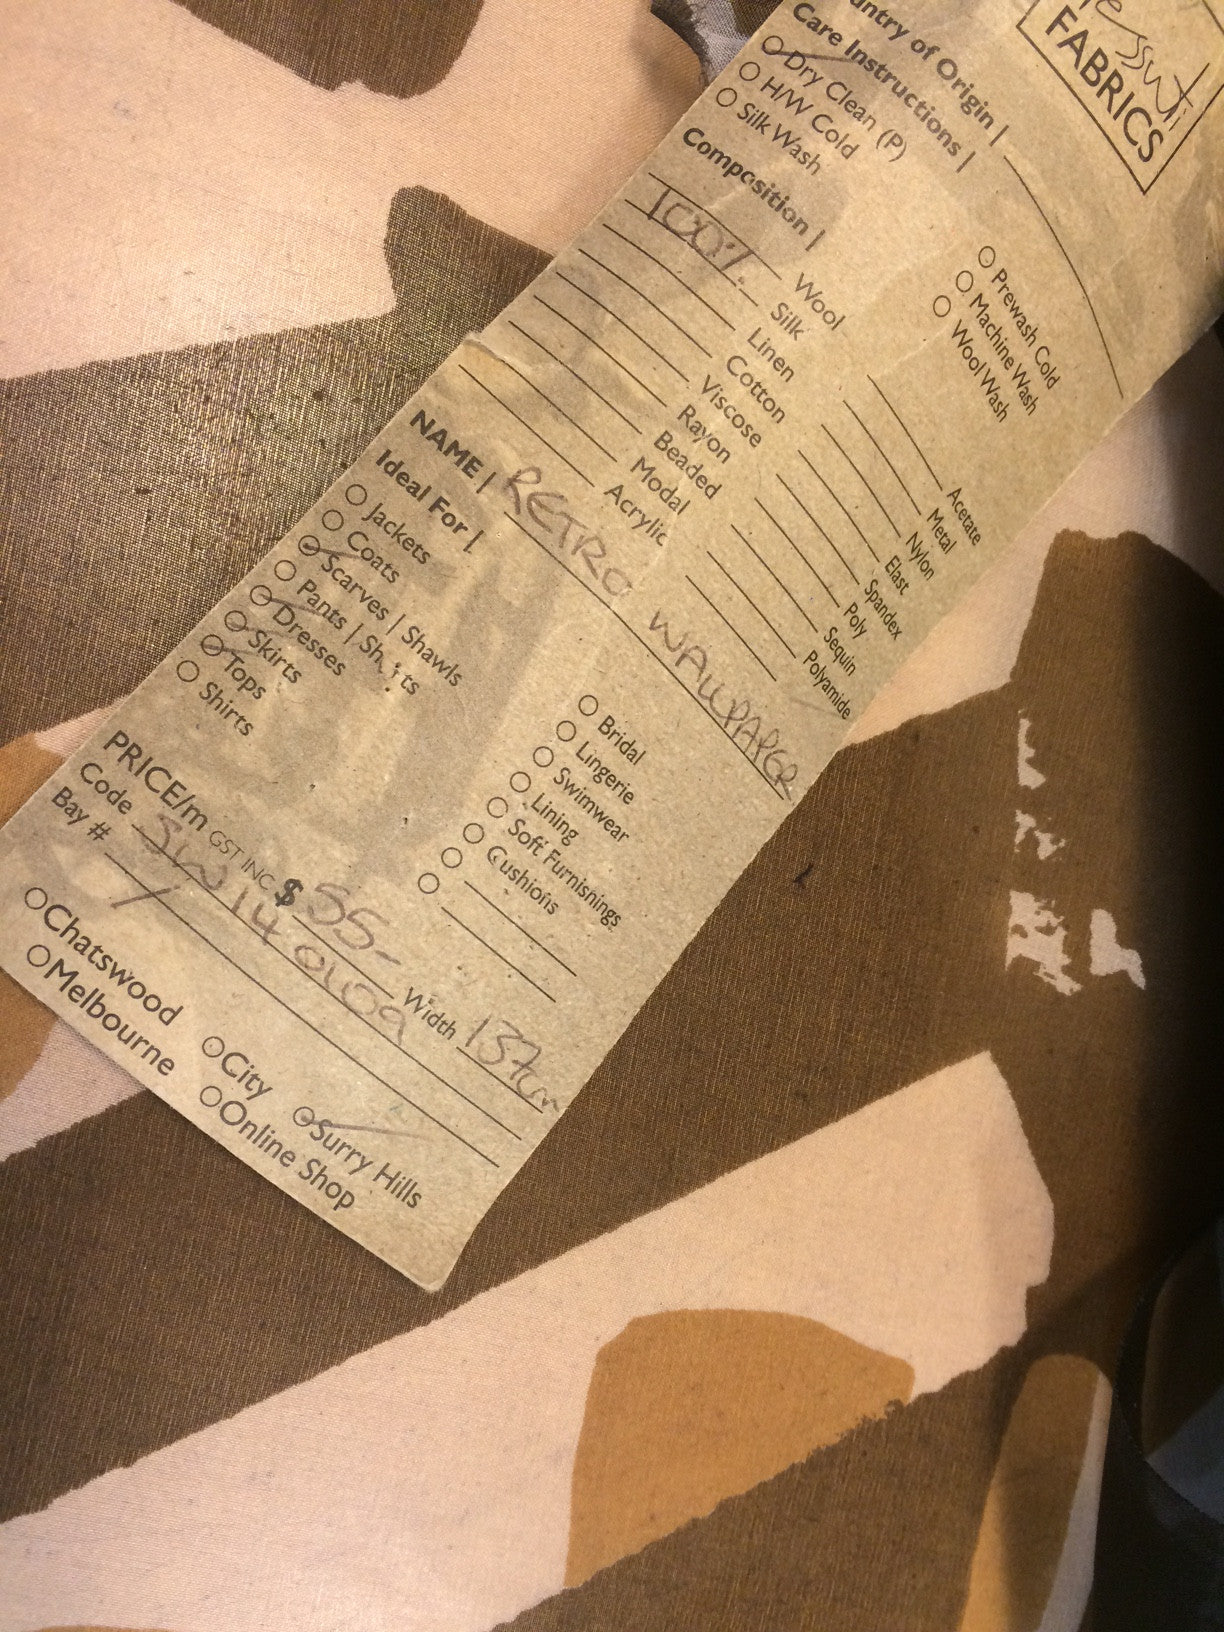 essuti
FABRICS
untry of Origin |
Care Instructions |
Dry Clean (P)
H/W Cold
Silk Wash
Prewash Cold
Machine Wash
Wool Wash
Composition |
Wool
100% Silk
Linen
Cotton
Viscose
Rayon
Beaded
Modal
Acrylic
Acetate
Metal
Nylon
Elast
Spandex
Poly
Sequin
Polyamide
NAME | RETRO WALLPAPER
Ideal For |
Jackets
Coats
Scarves | Shawls
Pants | Shirts
Dresses
Skirts
Tops
Shirts
Bridal
Lingerie
Swimwear
Lining
Soft Furnishings
Cushions
PRICE/m GST INC $ 55- Width 137cm
Code
Bay #
Chatswood
City
Surry Hills
Melbourne
Online Shop